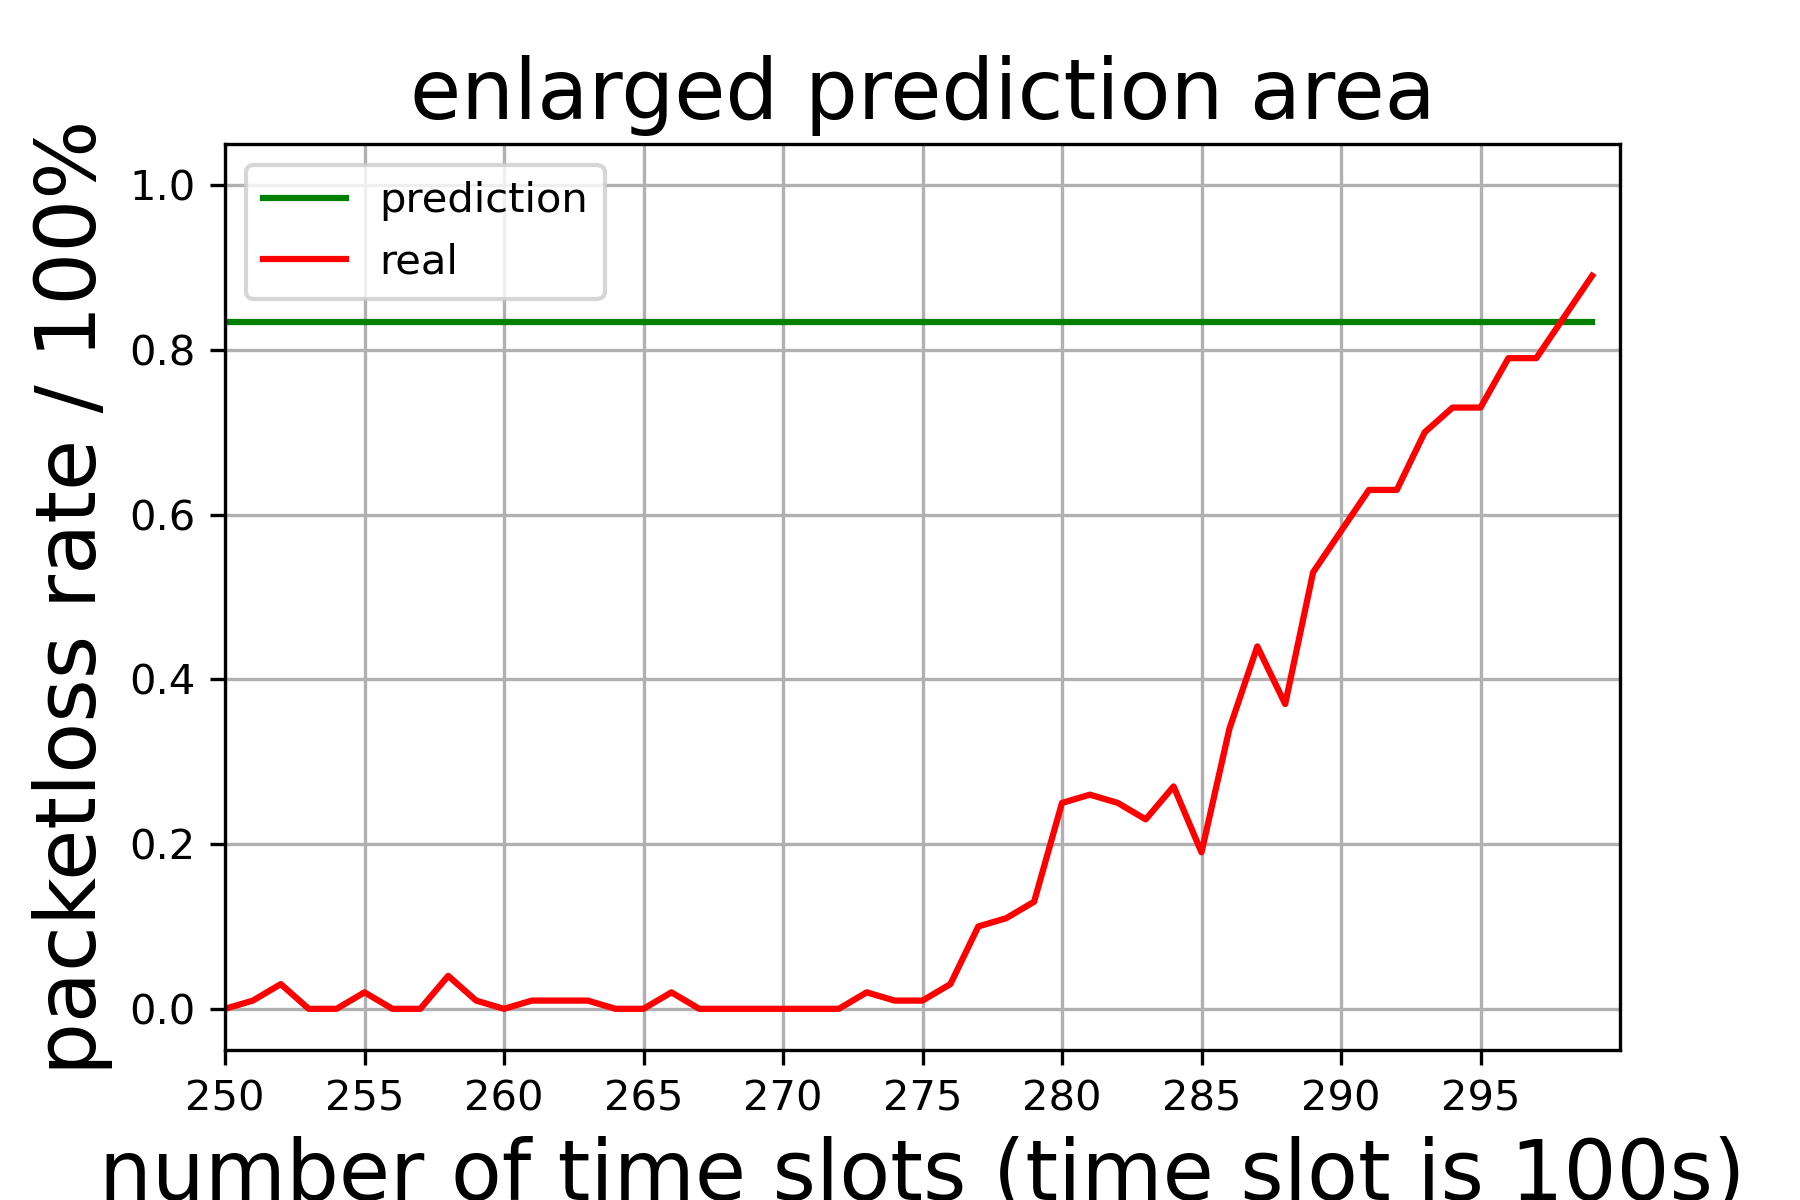 enlarged prediction area
packetloss rate / 100%
1.0
0.8
0.6
0.4
0.2
0.0
prediction
real
250 255 260 265 270 275 280 285 290 295
number of time slots (time slot is 100s)